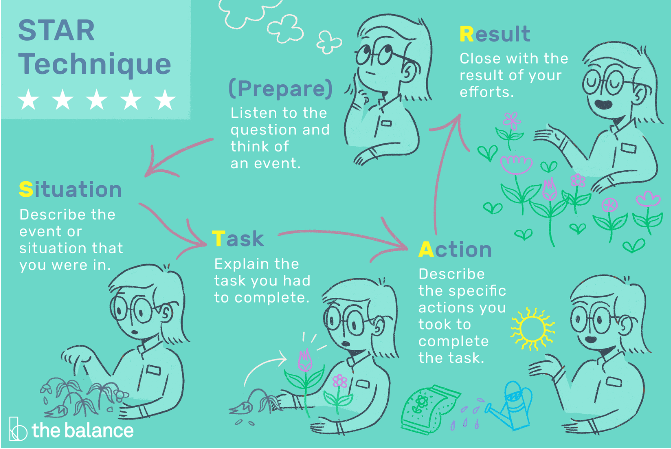 STAR
Technique
(Prepare)
Listen to the
question and
think of
an event.
Situation
Describe the
event or
situation that
you were in.
Task
Explain the
task you had
to complete.
Action
Describe
the specific
actions you
took to
complete
the task.
Result
Close with the
result of your
efforts.
the balance